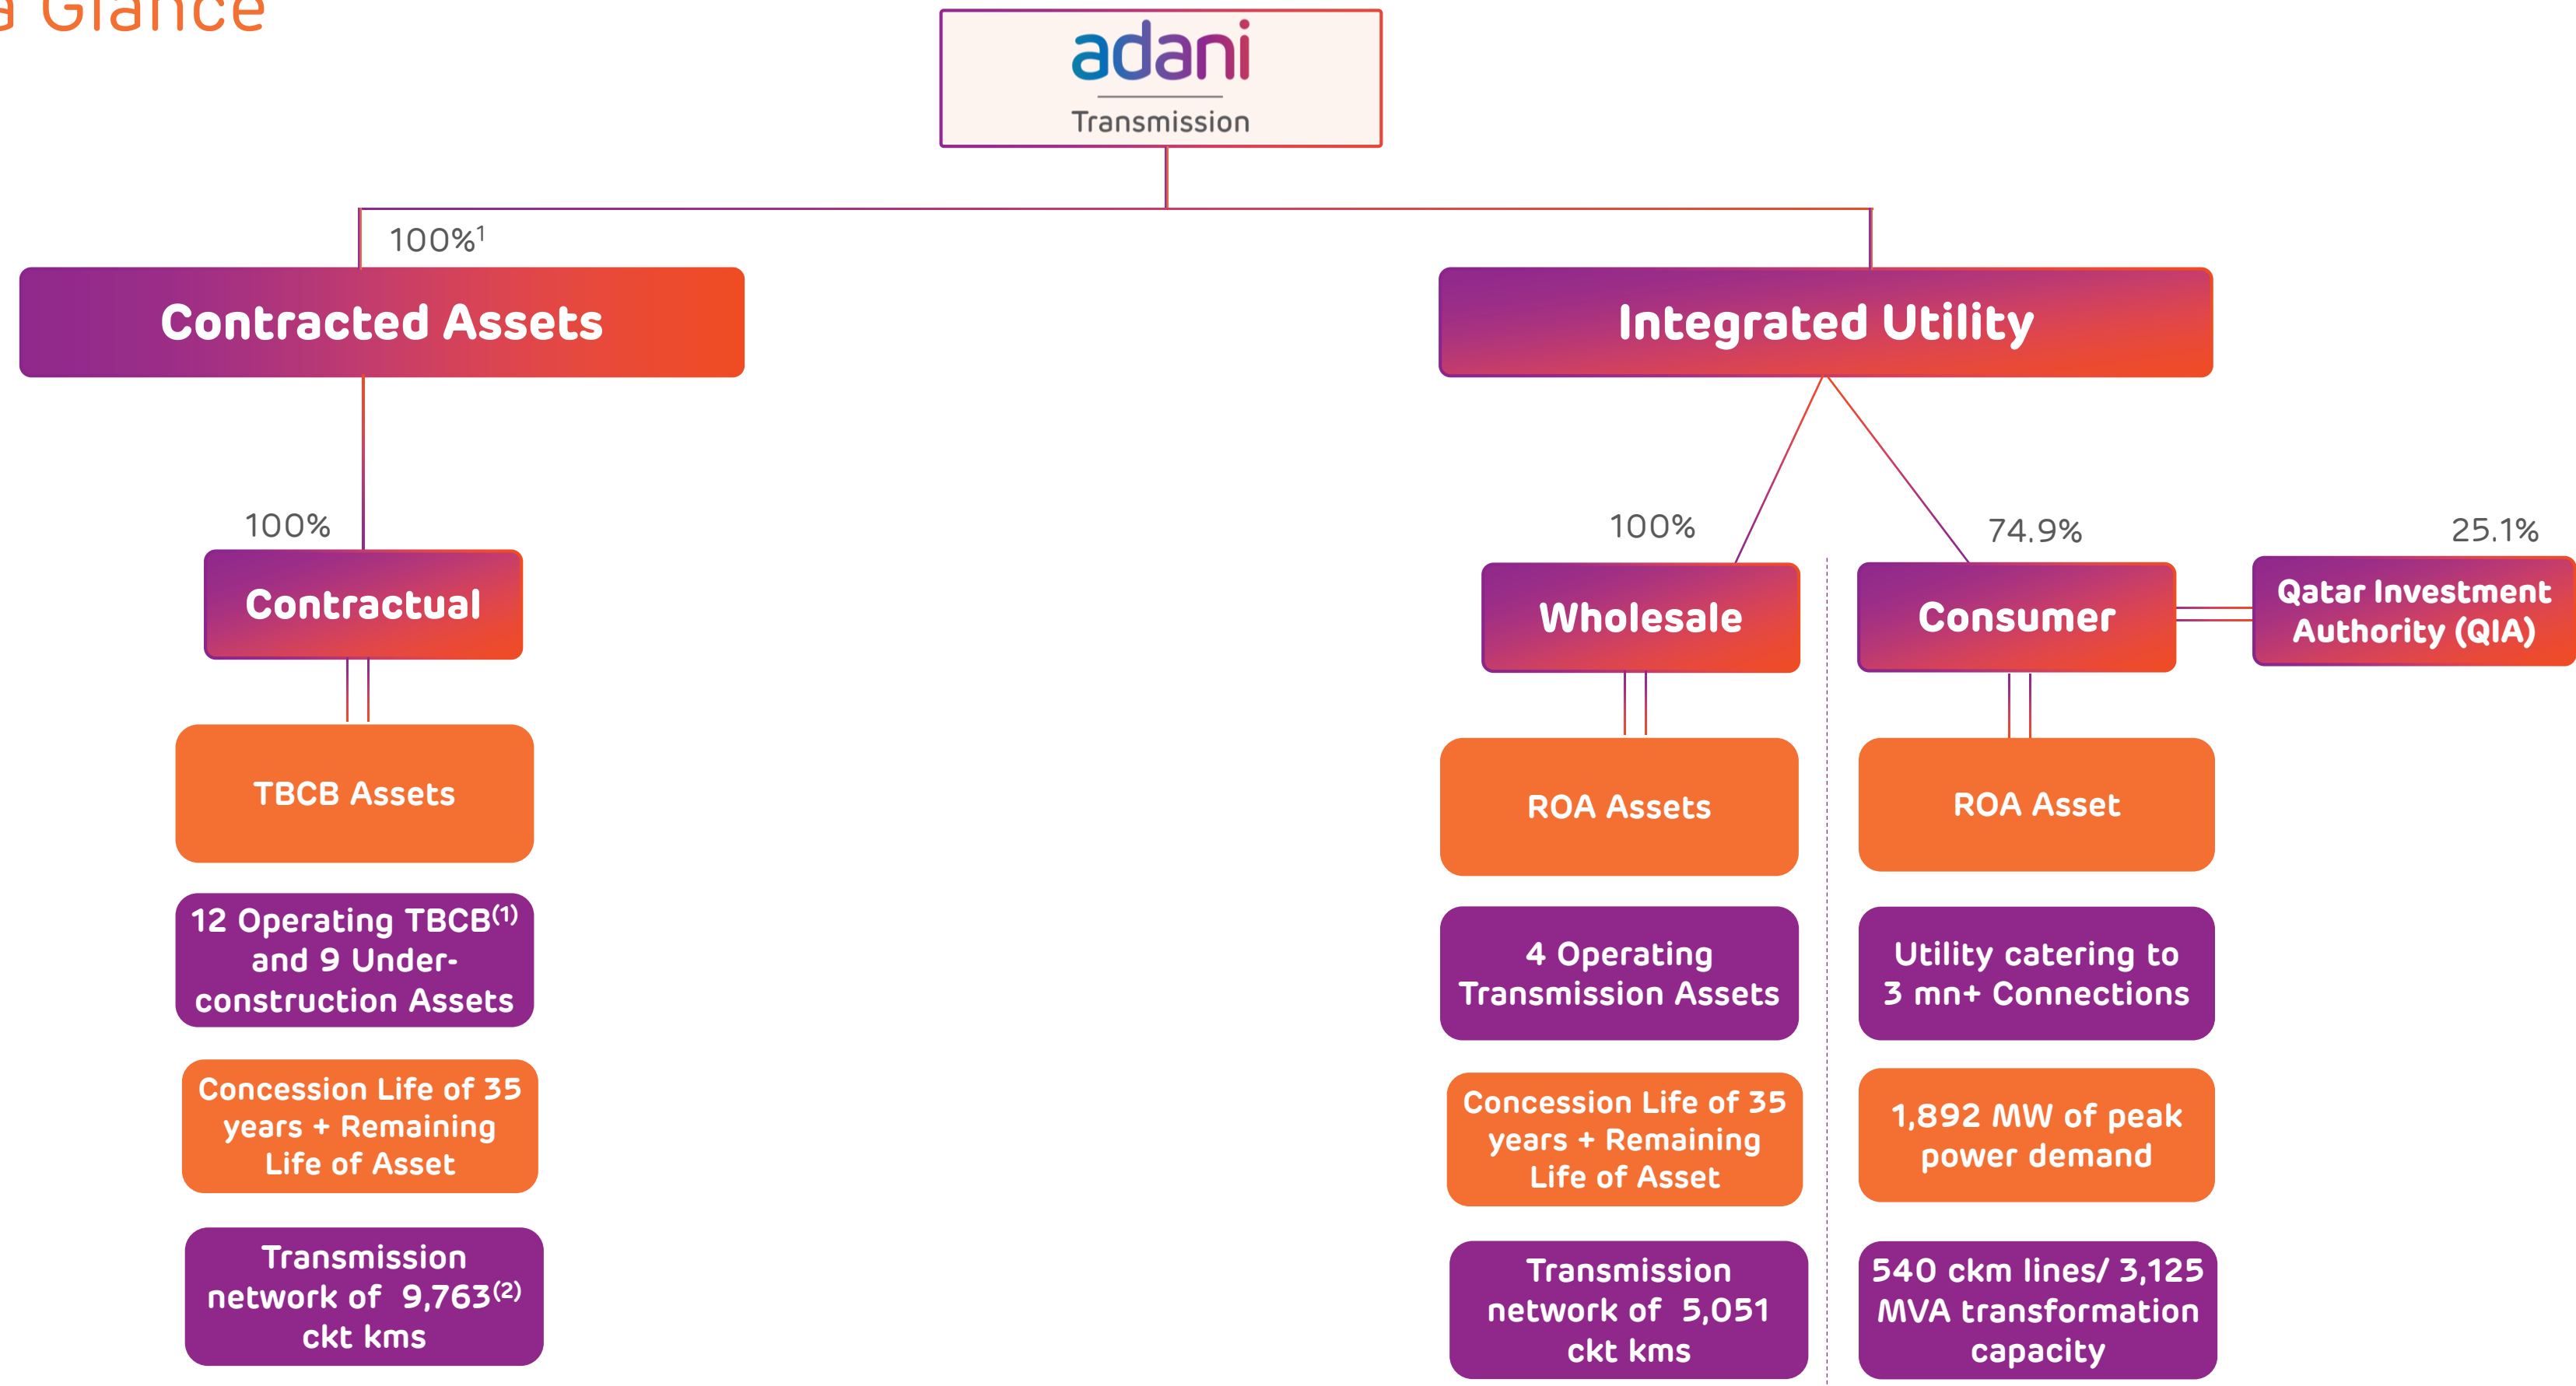 a Glance
adani
Transmission
100%¹
Contracted Assets
Integrated Utility
100%
Contractual
TBCB Assets
12 Operating TBCB⁽¹⁾
and 9 Under-
construction Assets
Concession Life of 35
years + Remaining
Life of Asset
Transmission
network of 9,763⁽²⁾
ckt kms
100%
Wholesale
ROA Assets
4 Operating
Transmission Assets
Concession Life of 35
years + Remaining
Life of Asset
Transmission
network of 5,051
ckt kms
74.9%
Consumer
ROA Asset
Utility catering to
3 mn+ Connections
1,892 MW of peak
power demand
540 ckm lines/ 3,125
MVA transformation
capacity
25.1%
Qatar Investment
Authority (QIA)